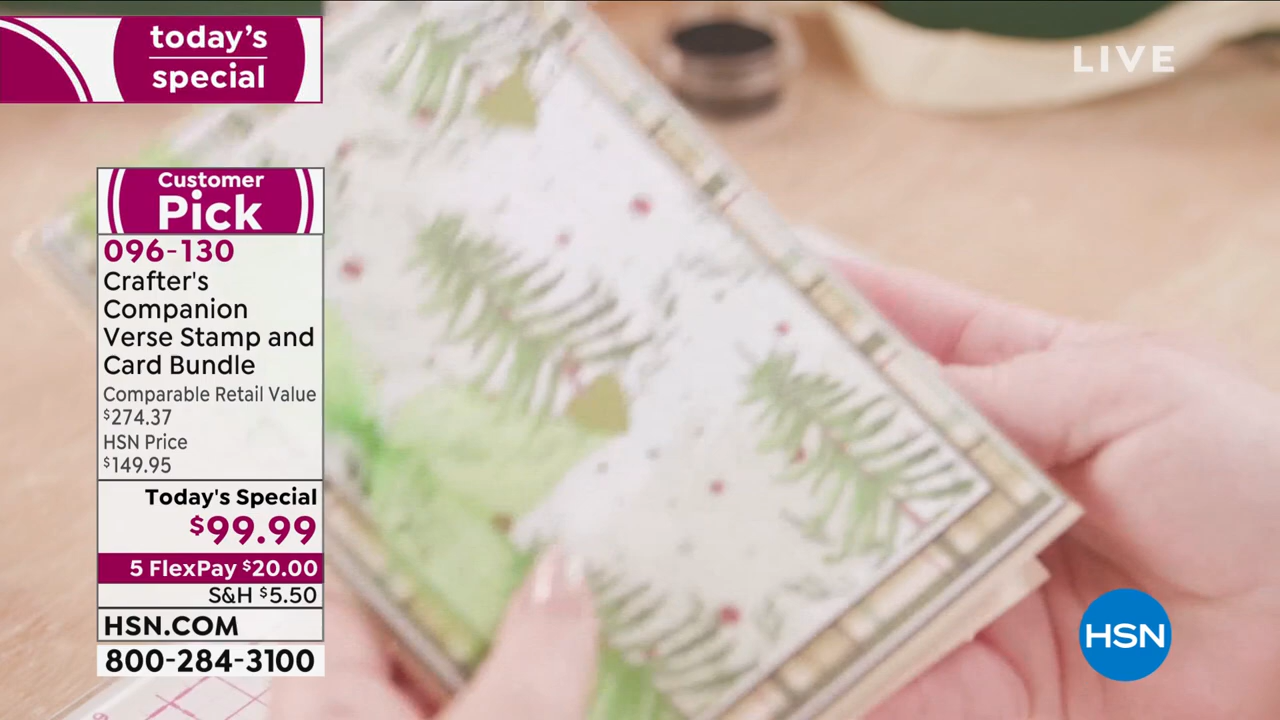 today's
special
LIVE
Customer
Pick
096-130
Crafter's
Companion
Verse Stamp and
Card Bundle
Comparable Retail Value
$274.37
HSN Price
$149.95
Today's Special
$99.99
5 FlexPay $20.00
S&H $5.50
HSN.COM
800-284-3100
HSN